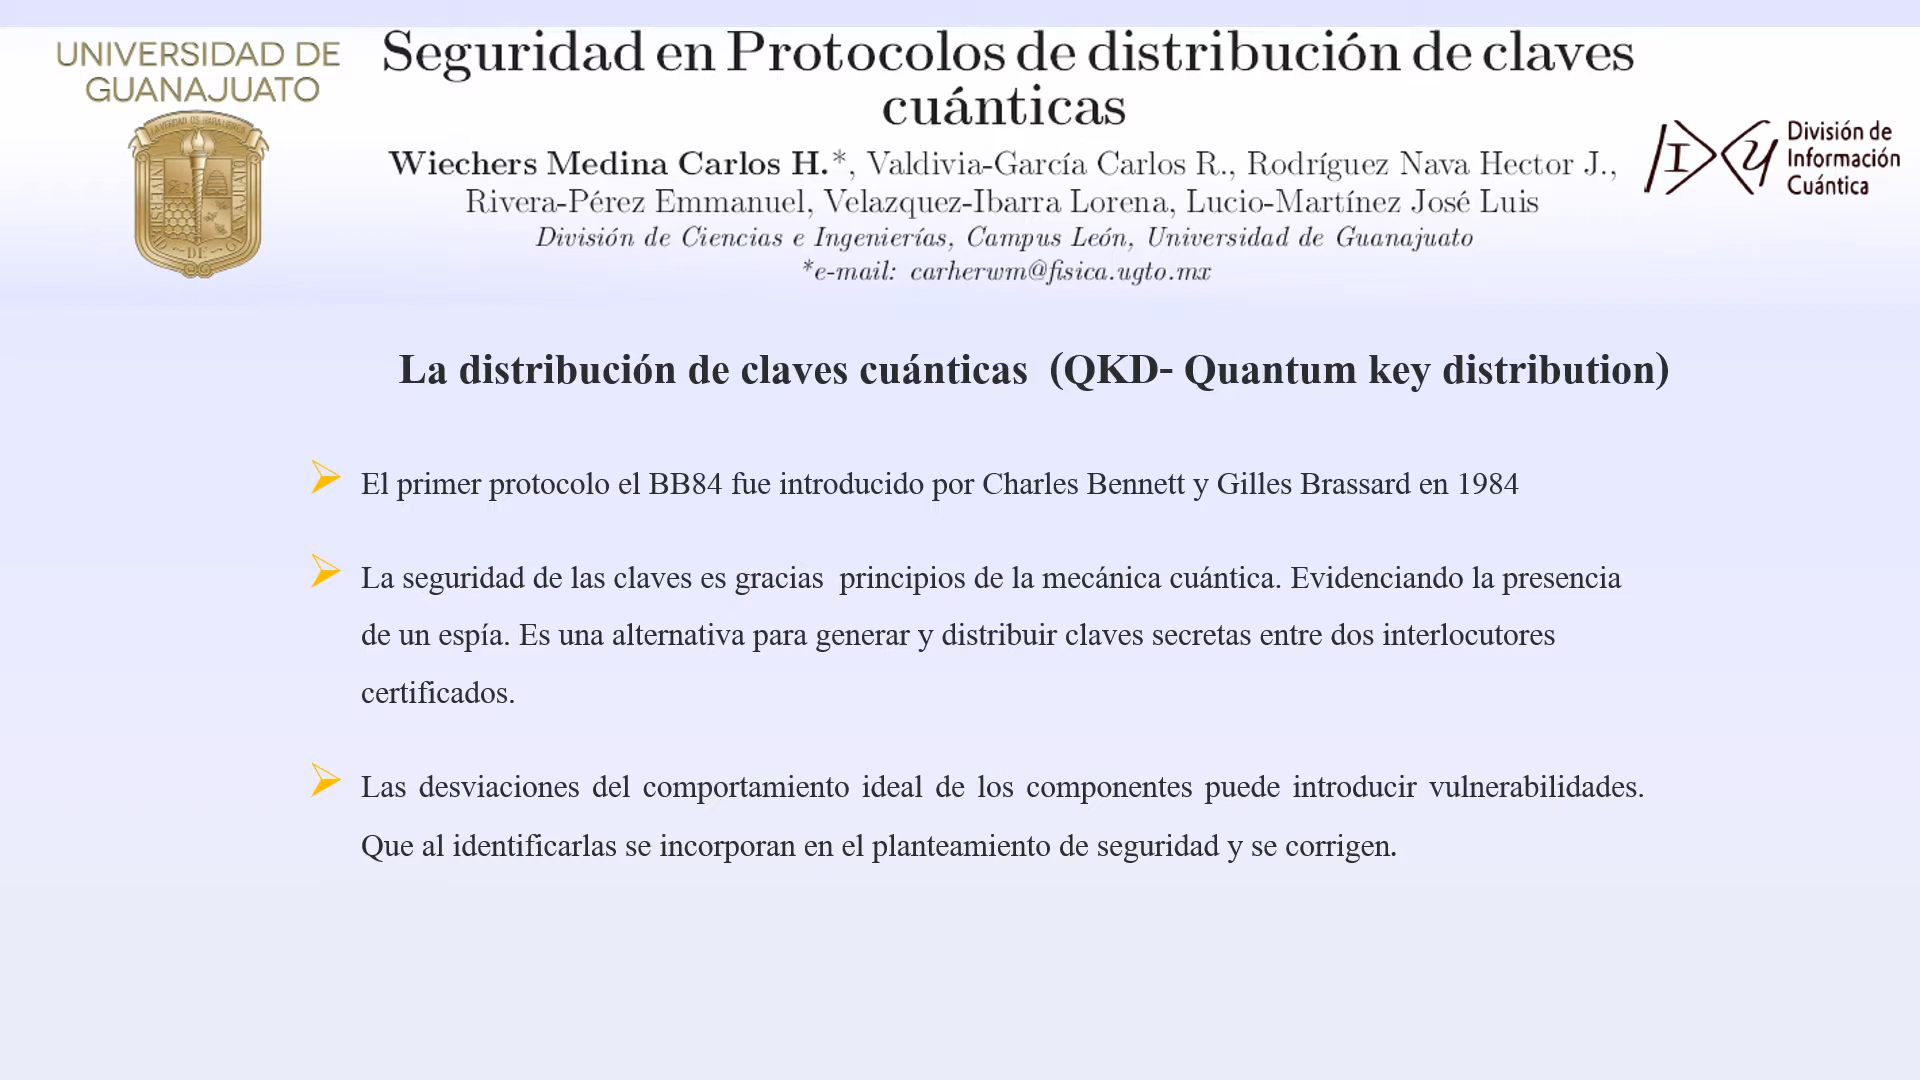 UNIVERSIDAD DE
GUANAJUATO
Seguridad en Protocolos de distribución de claves
cuánticas
Wiechers Medina Carlos H.*, Valdivia-García Carlos R., Rodríguez Nava Hector J.,
Rivera-Pérez Emmanuel, Velazquez-Ibarra Lorena, Lucio-Martínez José Luis
División de Ciencias e Ingenierías, Campus León, Universidad de Guanajuato
*e-mail: carherwm@fisica.ugto.mx
División de
Información
Cuántica
La distribución de claves cuánticas (QKD- Quantum key distribution)
El primer protocolo el BB84 fue introducido por Charles Bennett y Gilles Brassard en 1984
La seguridad de las claves es gracias principios de la mecánica cuántica. Evidenciando la presencia
de un espía. Es una alternativa para generar y distribuir claves secretas entre dos interlocutores
certificados.
Las desviaciones del comportamiento ideal de los componentes puede introducir vulnerabilidades.
Que al identificarlas se incorporan en el planteamiento de seguridad y se corrigen.